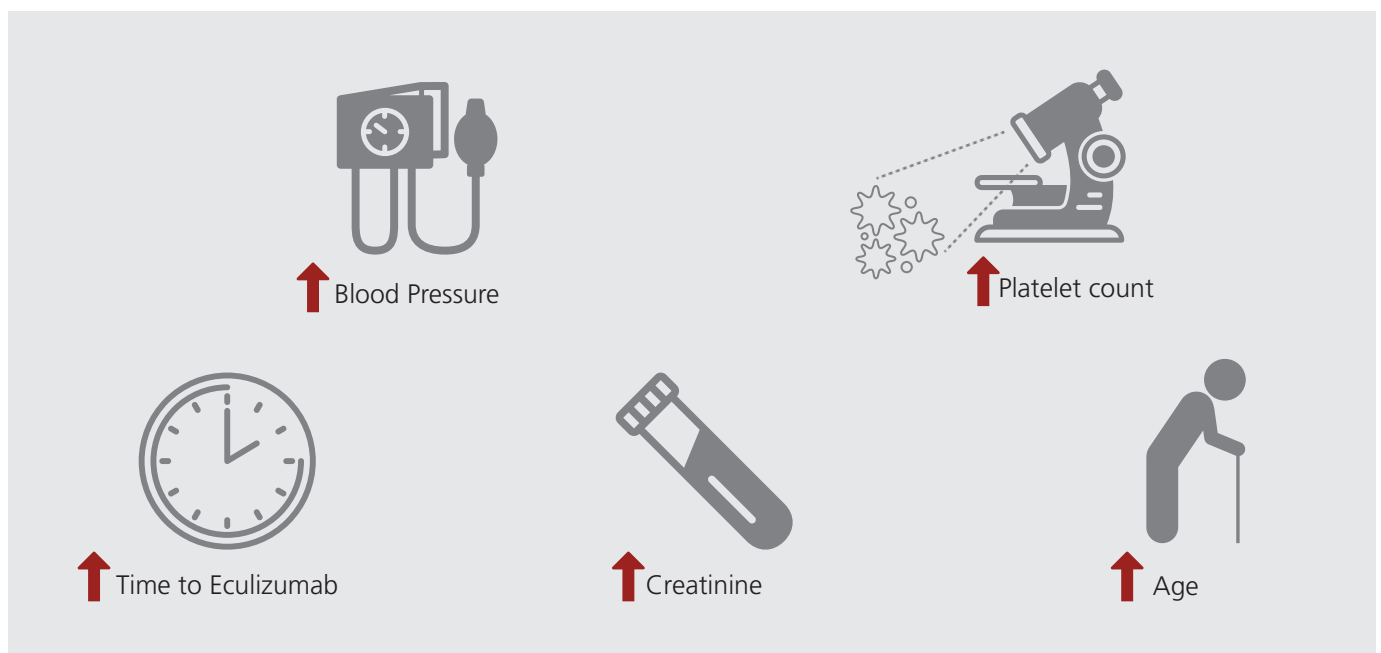 Blood Pressure
Platelet count
Time to Eculizumab
Creatinine
Age